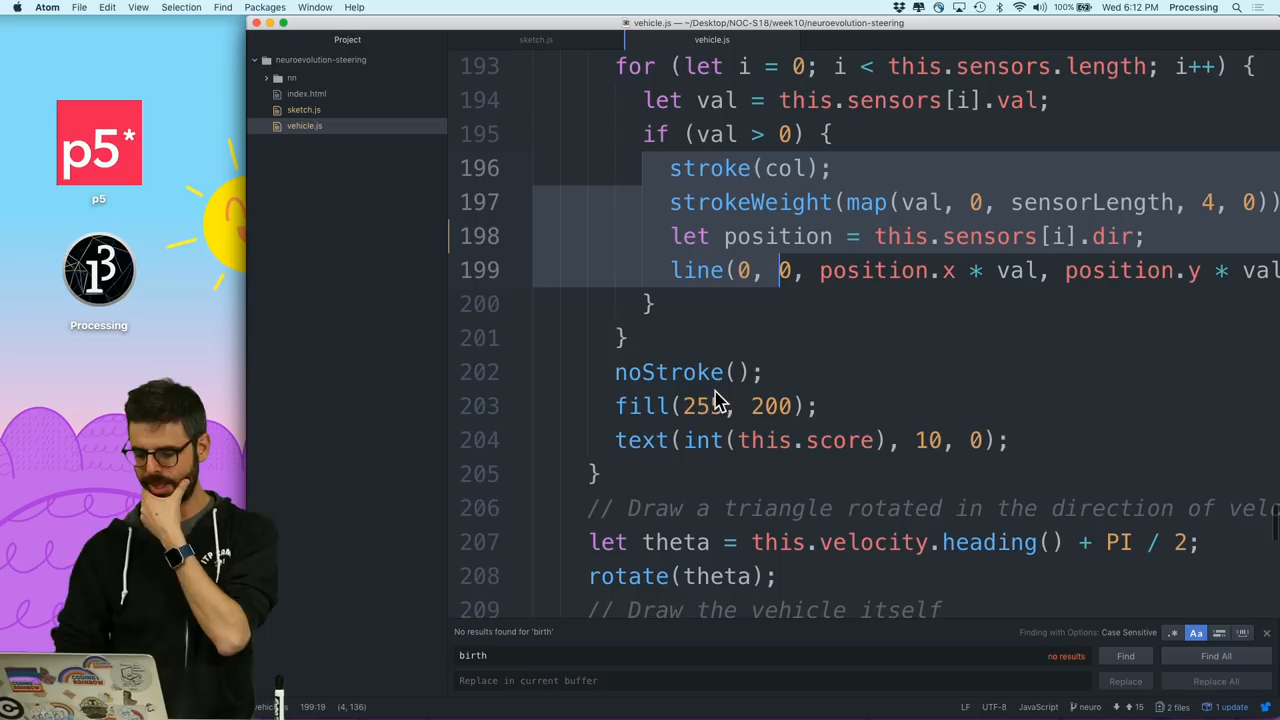 Atom File Edit View Selection Find Packages Window Help
100% Wed 6:12 PM Processing
vehicle.js — ~/Desktop/NOC-S18/week10/neuroevolution-steering
Project
sketch.js
vehicle.js
neuroevolution-steering
nn
index.html
sketch.js
vehicle.js
p5*
p5
Processing
193 for (let i = 0; i < this.sensors.length; i++) {
194 let val = this.sensors[i].val;
195 if (val > 0) {
196 stroke(col);
197 strokeWeight(map(val, 0, sensorLength, 4, 0))
198 let position = this.sensors[i].dir;
199 line(0, 0, position.x * val, position.y * val
200 }
201 }
202 noStroke();
203 fill(255, 200);
204 text(int(this.score), 10, 0);
205 }
206 // Draw a triangle rotated in the direction of velo
207 let theta = this.velocity.heading() + PI / 2;
208 rotate(theta);
209 // Draw the vehicle itself
No results found for 'birth'
Finding with Options: Case Sensitive
.* Aa
birth
no results
Find
Find All
Replace in current buffer
Replace
Replace All
199:19 (4, 136)
LF UTF-8 JavaScript neuro 15 2 files 1 update